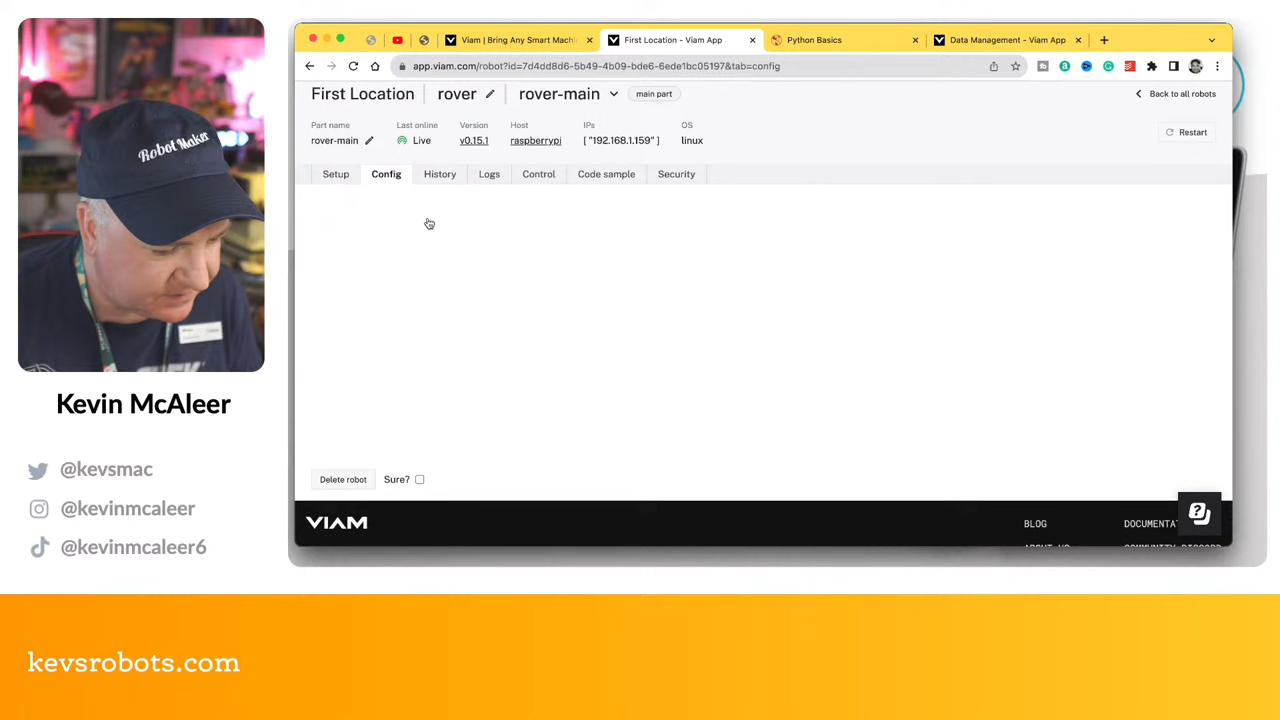 Viam | Bring Any Smart Machin
First Location - Viam App
Python Basics
Data Management - Viam App
app.viam.com/robot?id=7d4dd8d6-5b49-4b09-bde6-6ede1bc05197&tab=config
First Location
rover
rover-main
main part
Back to all robots
Part name
rover-main
Last online
Live
Version
v0.15.1
Host
raspberrypi
IPs
[ "192.168.1.159" ]
OS
linux
Restart
Setup
Config
History
Logs
Control
Code sample
Security
Delete robot
Sure?
VIAM
BLOG
DOCUMENTA
Robot Maker
Kevin McAleer
@kevsmac
@kevinmcaleer
@kevinmcaleer6
kevsrobots.com